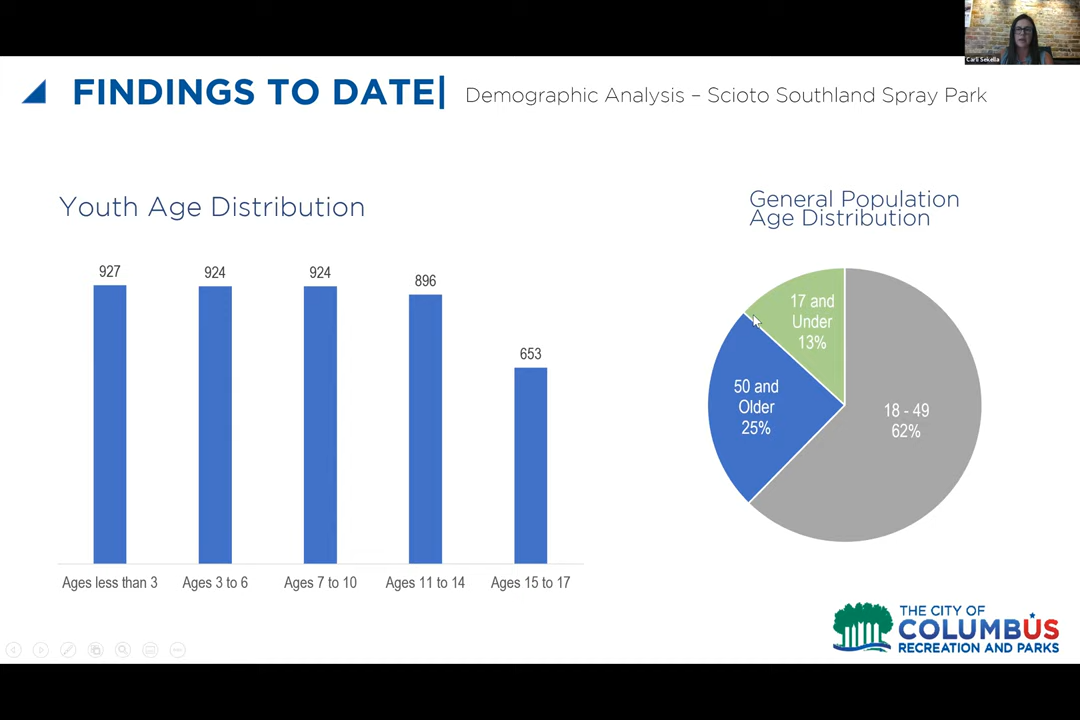 Carli Sekella
FINDINGS TO DATE|
Demographic Analysis – Scioto Southland Spray Park
Youth Age Distribution
927
924
924
896
653
Ages less than 3
Ages 3 to 6
Ages 7 to 10
Ages 11 to 14
Ages 15 to 17
General Population
Age Distribution
17 and
Under
13%
50 and
Older
25%
18 - 49
62%
THE CITY OF
COLUMBUS
RECREATION AND PARKS